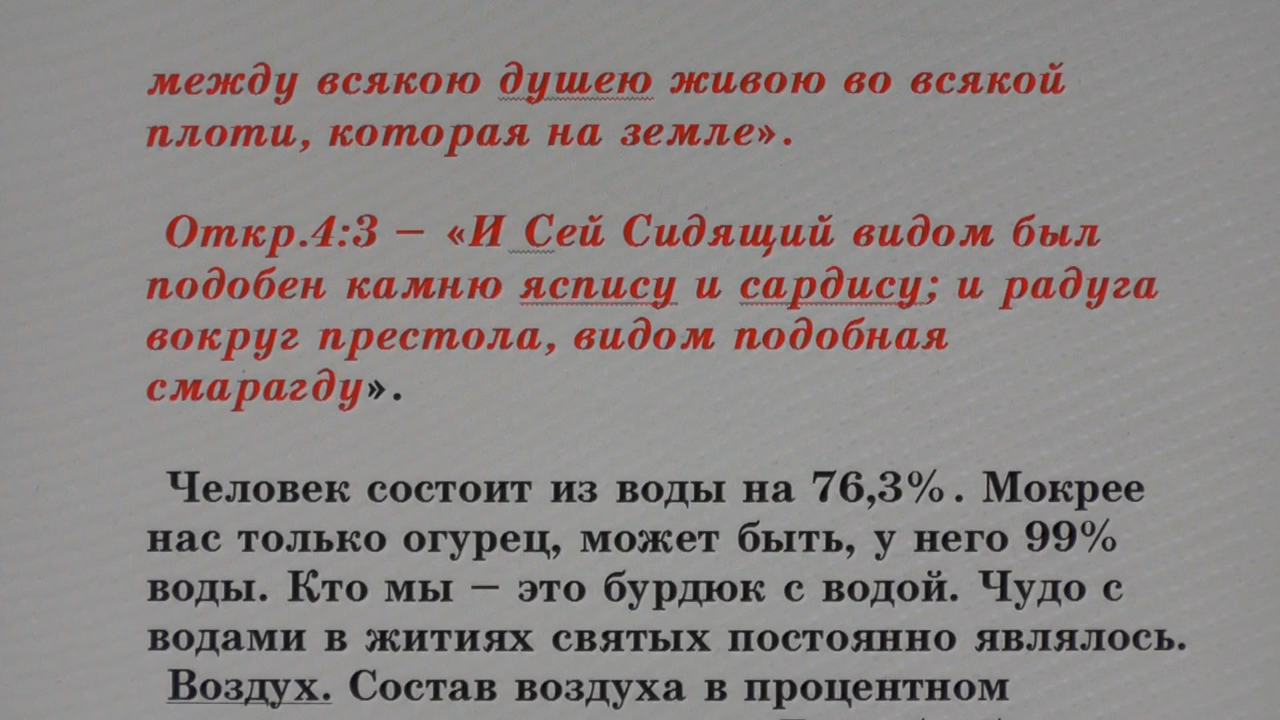 между всякою душею живою во всякой
плоти, которая на земле».
Откр.4:3 – «И Сей Сидящий видом был
подобен камню яспису и сардису; и радуга
вокруг престола, видом подобная
смарагду».
Человек состоит из воды на 76,3%. Мокрее
нас только огурец, может быть, у него 99%
воды. Кто мы – это бурдюк с водой. Чудо с
водами в житиях святых постоянно являлось.
Воздух. Состав воздуха в процентном